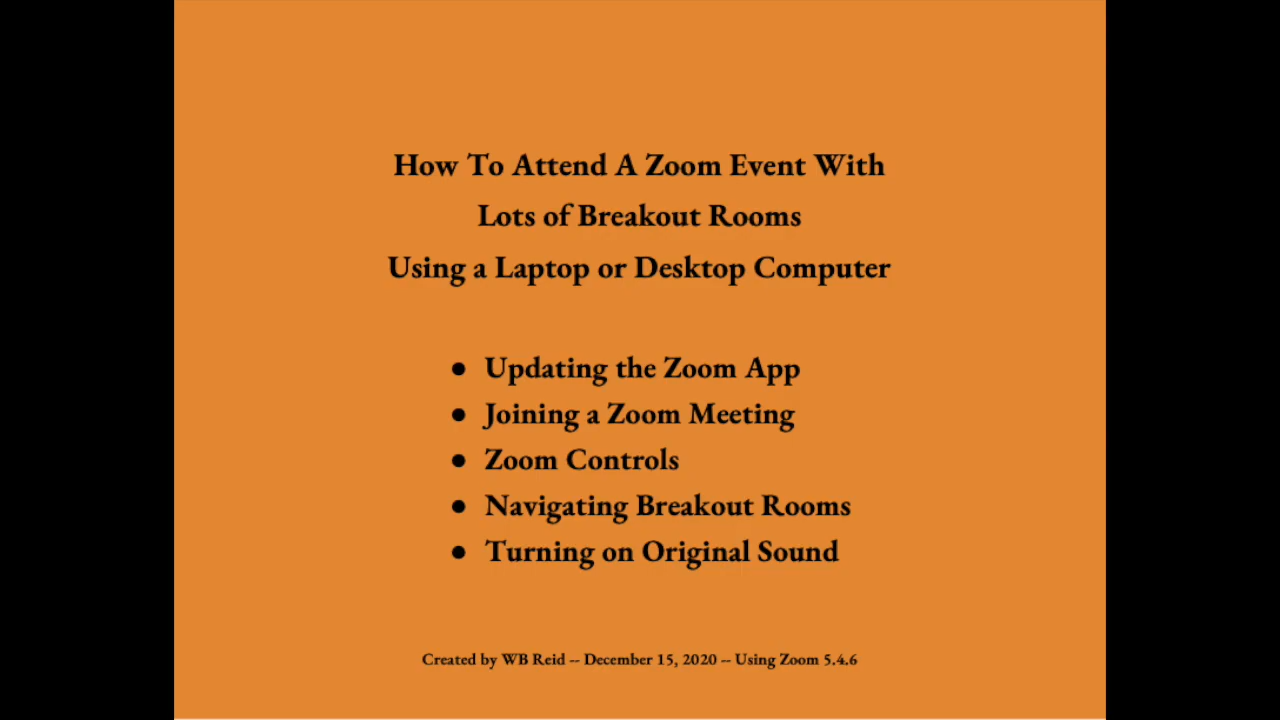 How To Attend A Zoom Event With
Lots of Breakout Rooms
Using a Laptop or Desktop Computer
● Updating the Zoom App
● Joining a Zoom Meeting
● Zoom Controls
● Navigating Breakout Rooms
● Turning on Original Sound
Created by WB Reid -- December 15, 2020 -- Using Zoom 5.4.6